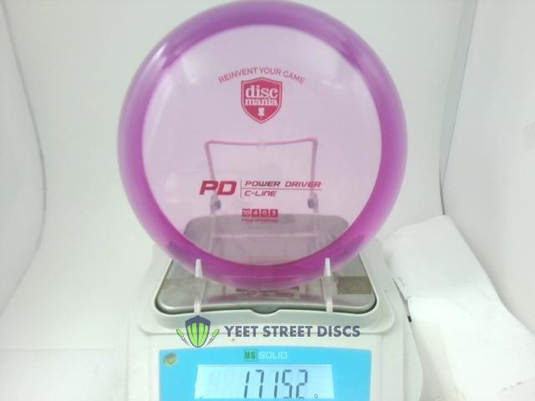 REINVENT YOUR GAME
disc
mania
PD POWER DRIVER
C-LINE
10 4 0 3
YEET STREET DISCS
US SOLID
171.52 g